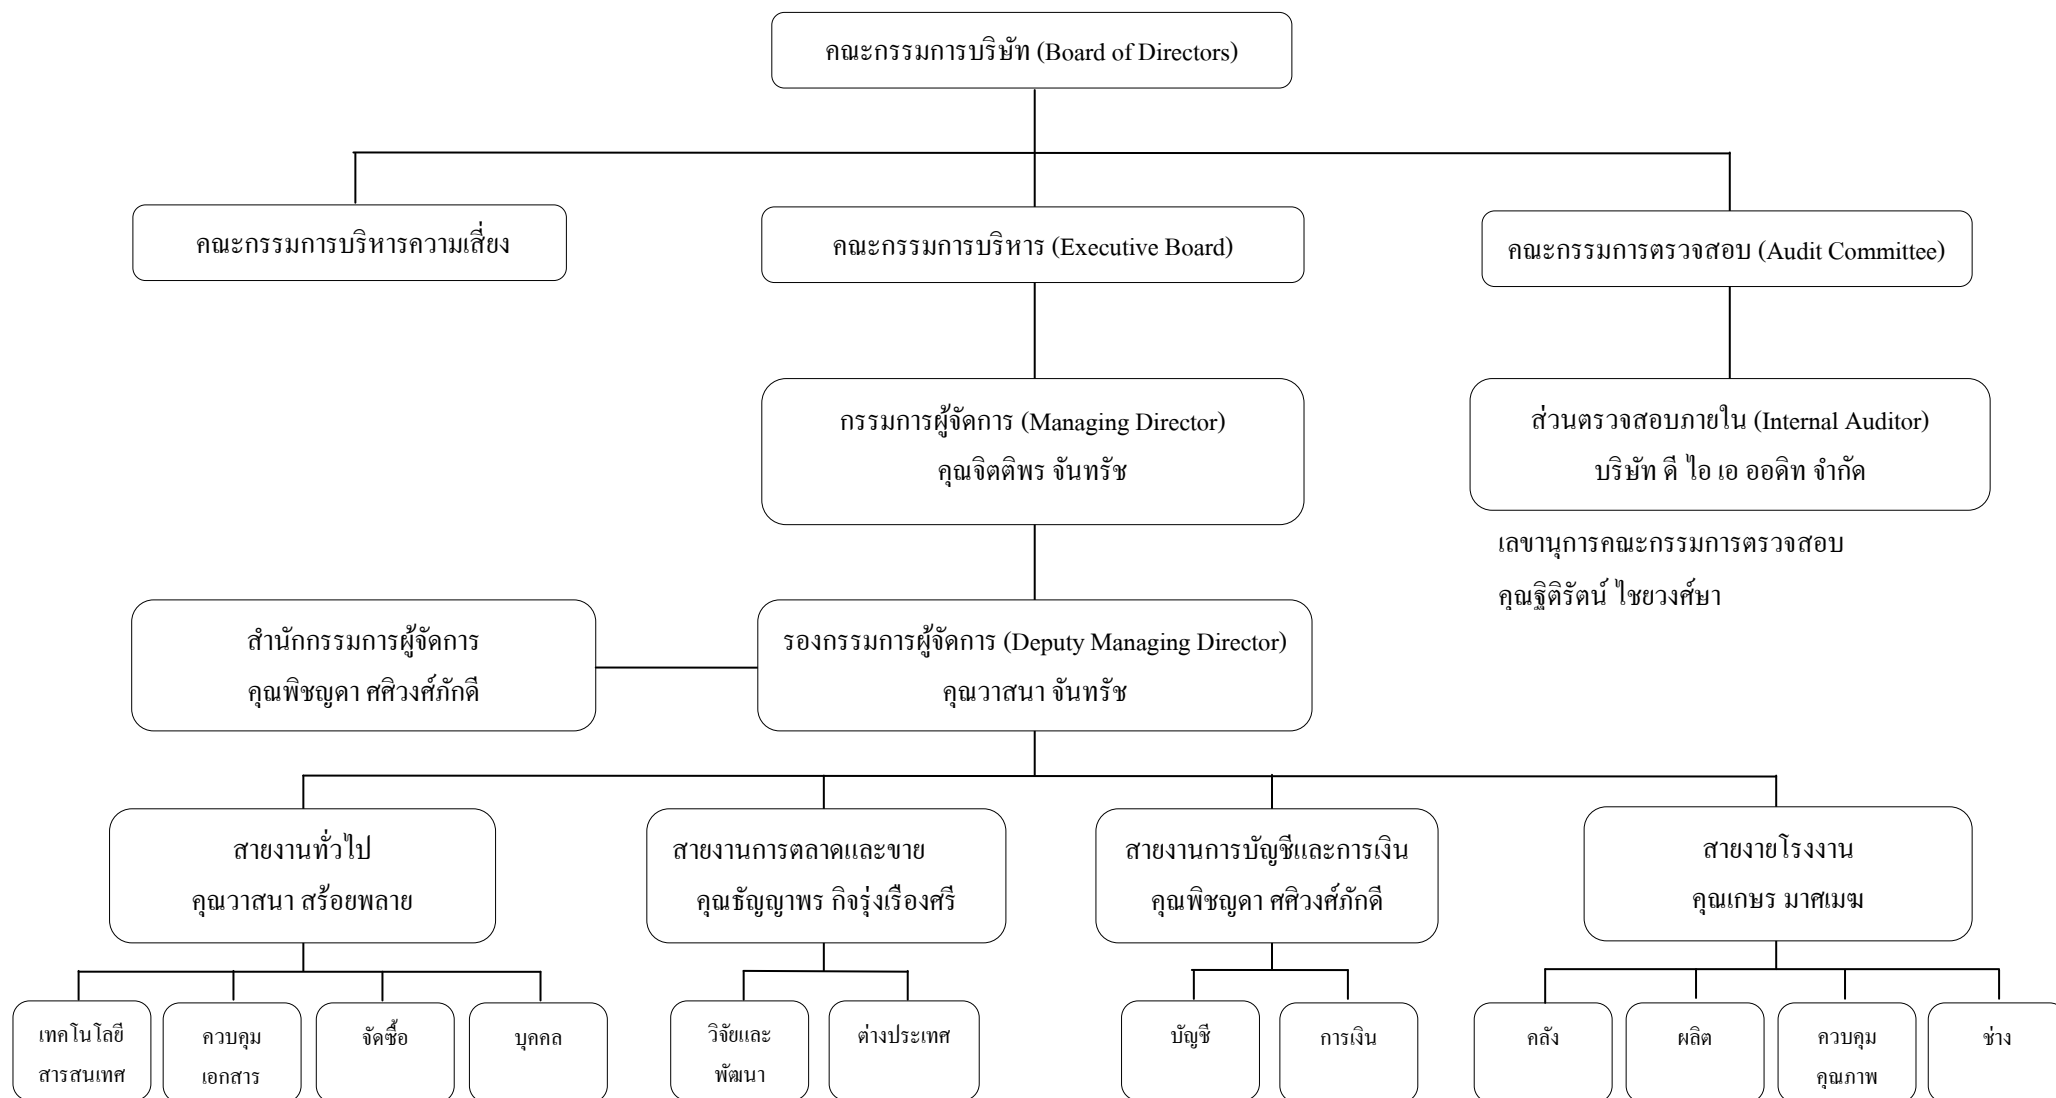 คณะกรรมการบริษัท (Board of Directors)
คณะกรรมการบริหารความเสี่ยง
คณะกรรมการบริหาร (Executive Board)
คณะกรรมการตรวจสอบ (Audit Committee)
กรรมการผู้จัดการ (Managing Director)
คุณจิตติพร จันทรัช
ส่วนตรวจสอบภายใน (Internal Auditor)
บริษัท ดี ไอ เอ ออดิท จำกัด
เลขานุการคณะกรรมการตรวจสอบ
คุณฐิติรัตน์ ไชยวงศ์ษา
สำนักกรรมการผู้จัดการ
คุณพิชญดา ศศิวงศ์ภักดี
รองกรรมการผู้จัดการ (Deputy Managing Director)
คุณวาสนา จันทรัช
สายงานทั่วไป
คุณวาสนา สร้อยพลาย
สายงานการตลาดและขาย
คุณธัญญาพร กิจรุ่งเรืองศรี
สายงานการบัญชีและการเงิน
คุณพิชญดา ศศิวงศ์ภักดี
สายงายโรงงาน
คุณเกษร มาศเมฆ
เทคโนโลยี
สารสนเทศ
ควบคุม
เอกสาร
จัดซื้อ
บุคคล
วิจัยและ
พัฒนา
ต่างประเทศ
บัญชี
การเงิน
คลัง
ผลิต
ควบคุม
คุณภาพ
ช่าง